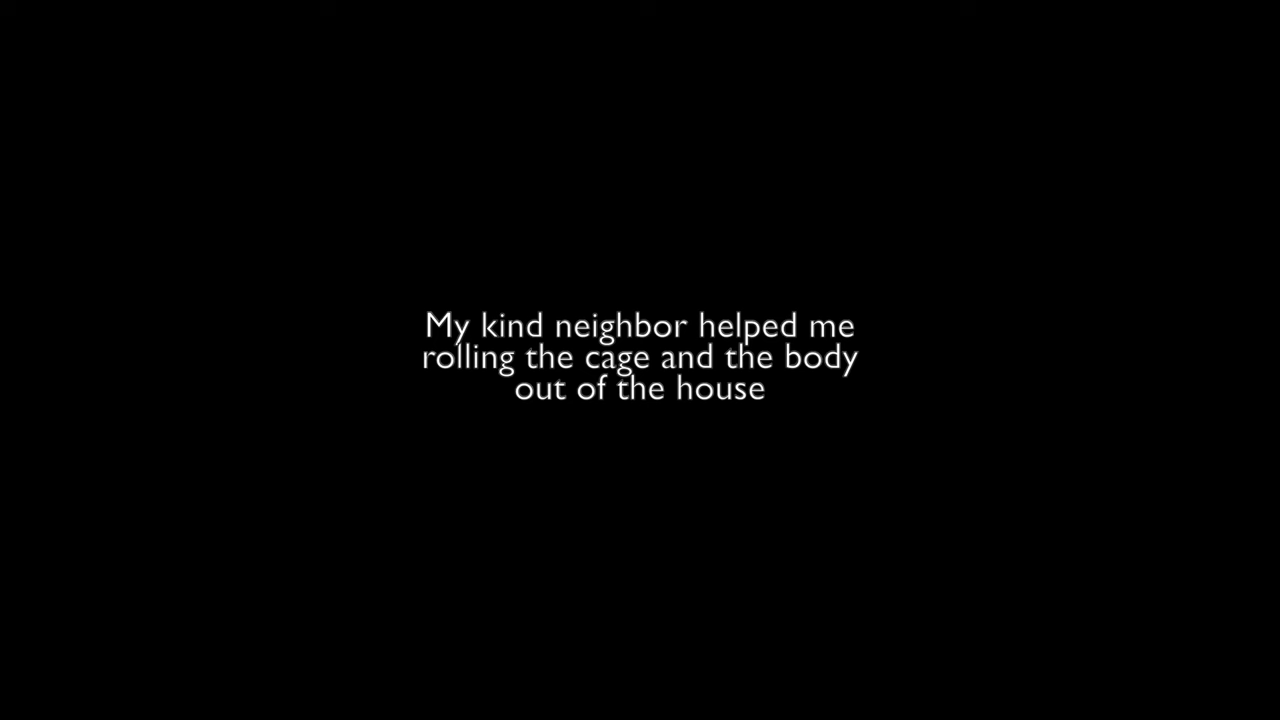 My kind neighbor helped me
rolling the cage and the body
out of the house